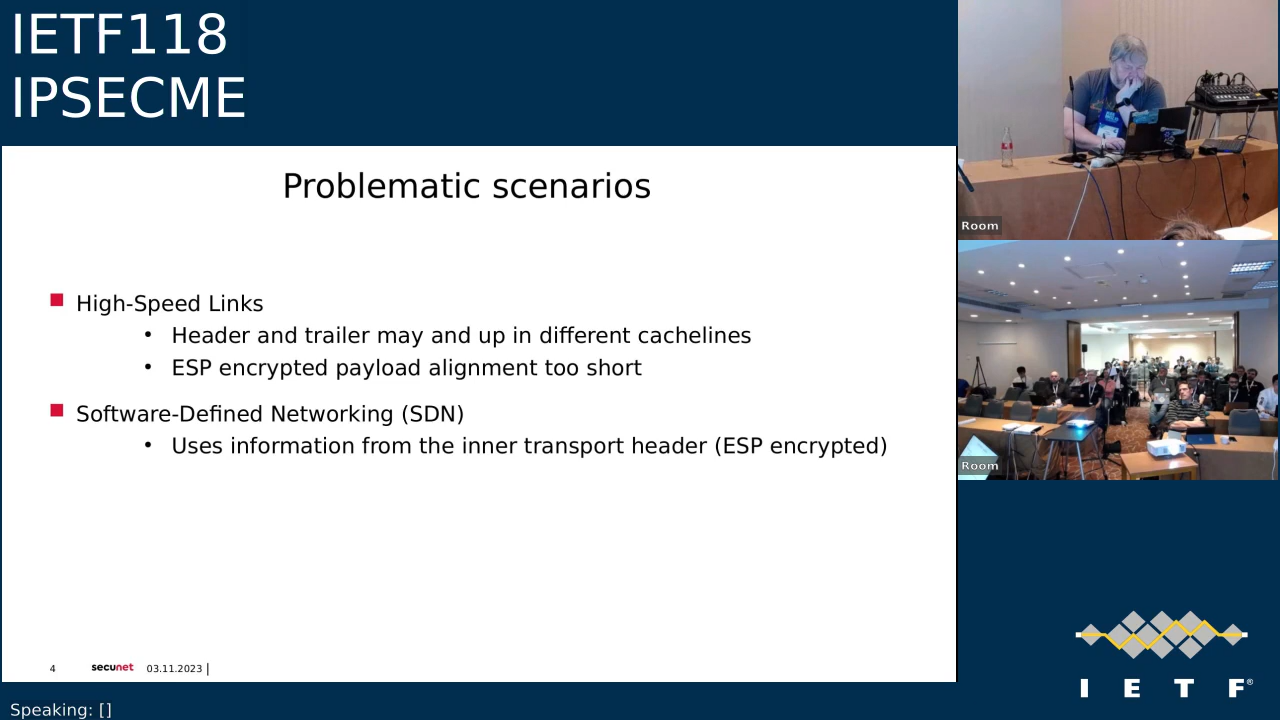 IETF118
IPSECME
Problematic scenarios
High-Speed Links
• Header and trailer may and up in different cachelines
• ESP encrypted payload alignment too short
Software-Defined Networking (SDN)
• Uses information from the inner transport header (ESP encrypted)
4 secunet 03.11.2023 |
Room
Room
I E T F®
Speaking: []